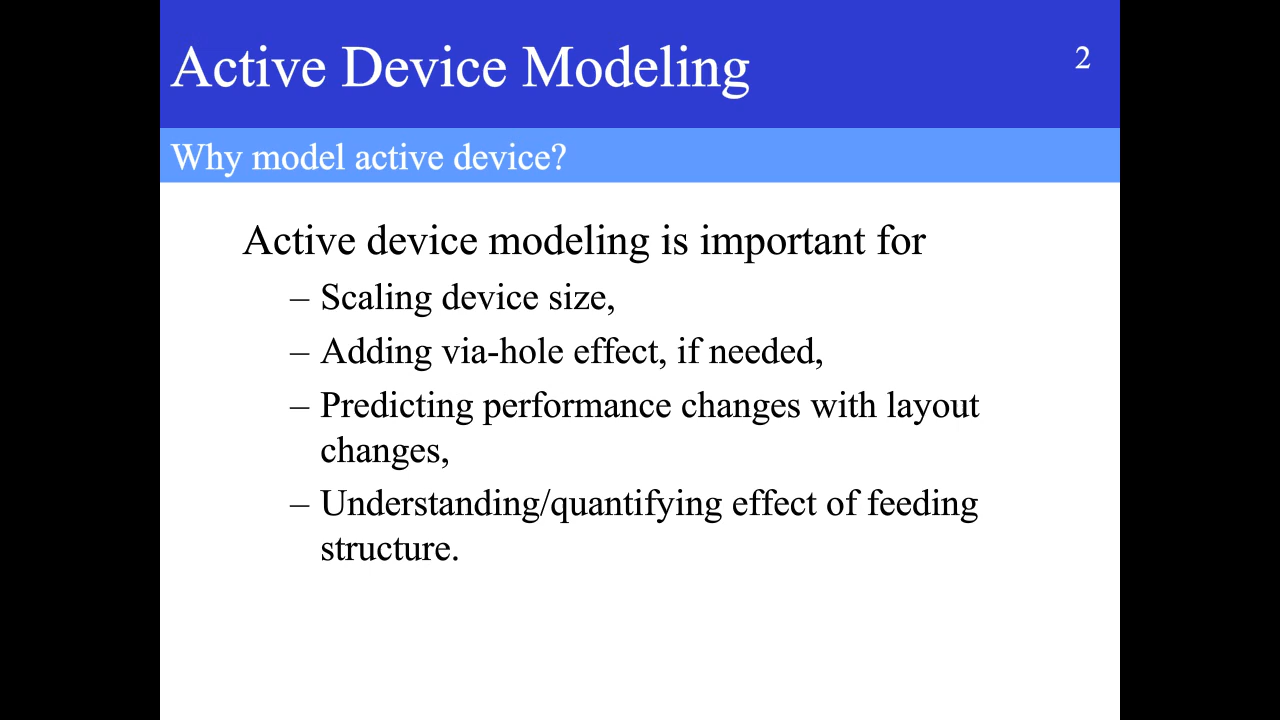 Active Device Modeling
2
Why model active device?
Active device modeling is important for
– Scaling device size,
– Adding via-hole effect, if needed,
– Predicting performance changes with layout
changes,
– Understanding/quantifying effect of feeding
structure.